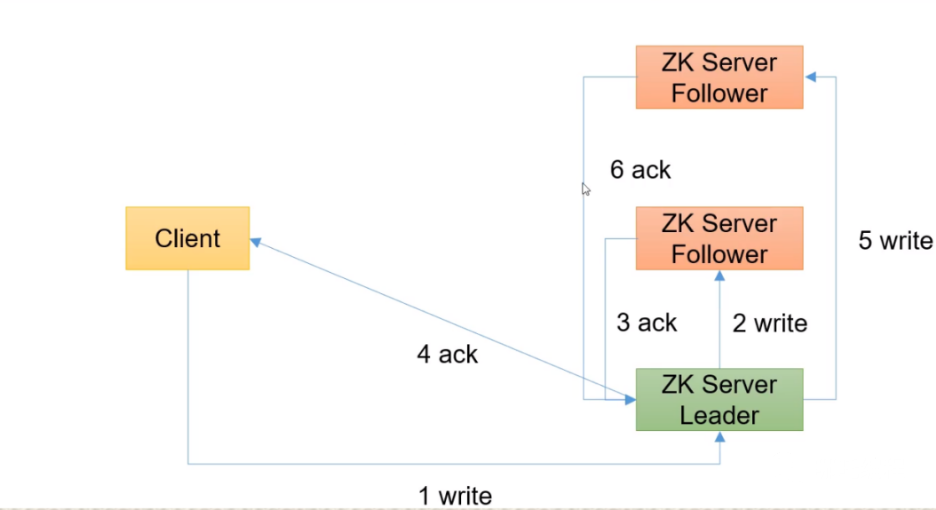 ZK Server
Follower
6 ack
Client
ZK Server
Follower
5 write
3 ack
2 write
4 ack
ZK Server
Leader
1 write